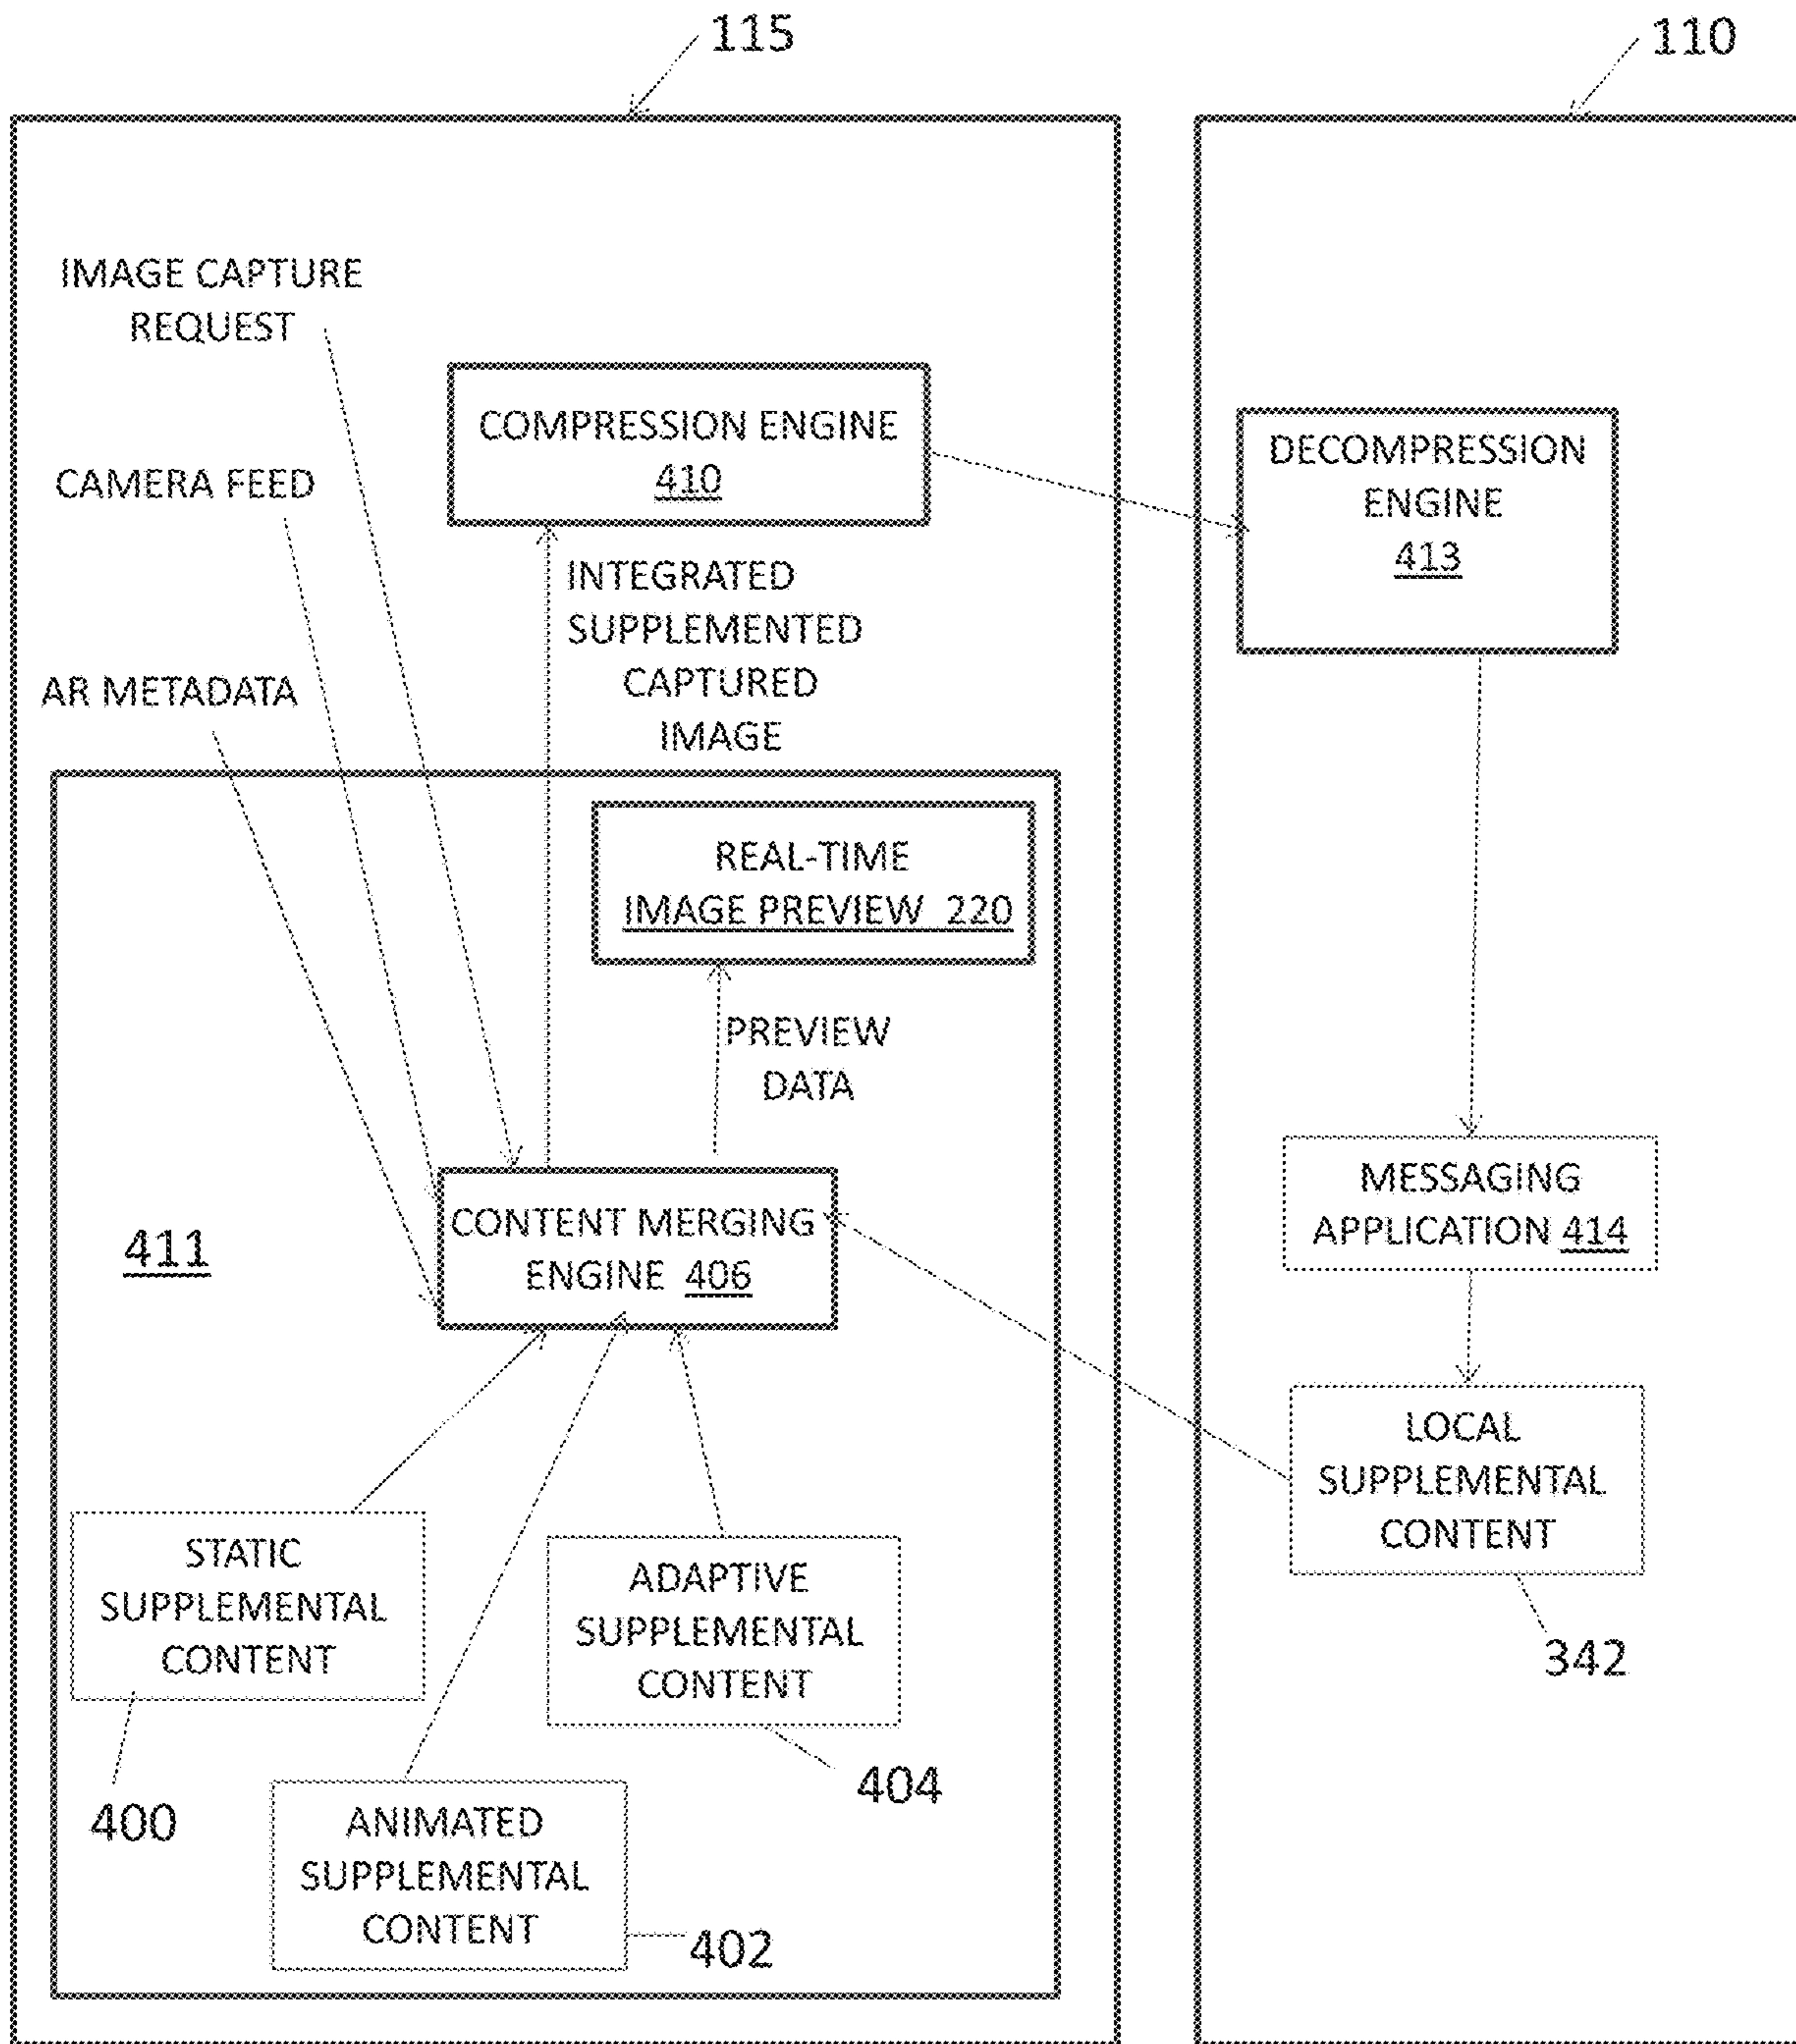 115
110
IMAGE CAPTURE
REQUEST
COMPRESSION ENGINE
410
DECOMPRESSION
ENGINE
413
CAMERA FEED
INTEGRATED
SUPPLEMENTED
CAPTURED
IMAGE
AR METADATA
REAL-TIME
IMAGE PREVIEW 220
PREVIEW
DATA
MESSAGING
APPLICATION 414
CONTENT MERGING
ENGINE 406
411
LOCAL
SUPPLEMENTAL
CONTENT
342
STATIC
SUPPLEMENTAL
CONTENT
400
ADAPTIVE
SUPPLEMENTAL
CONTENT
404
ANIMATED
SUPPLEMENTAL
CONTENT
402